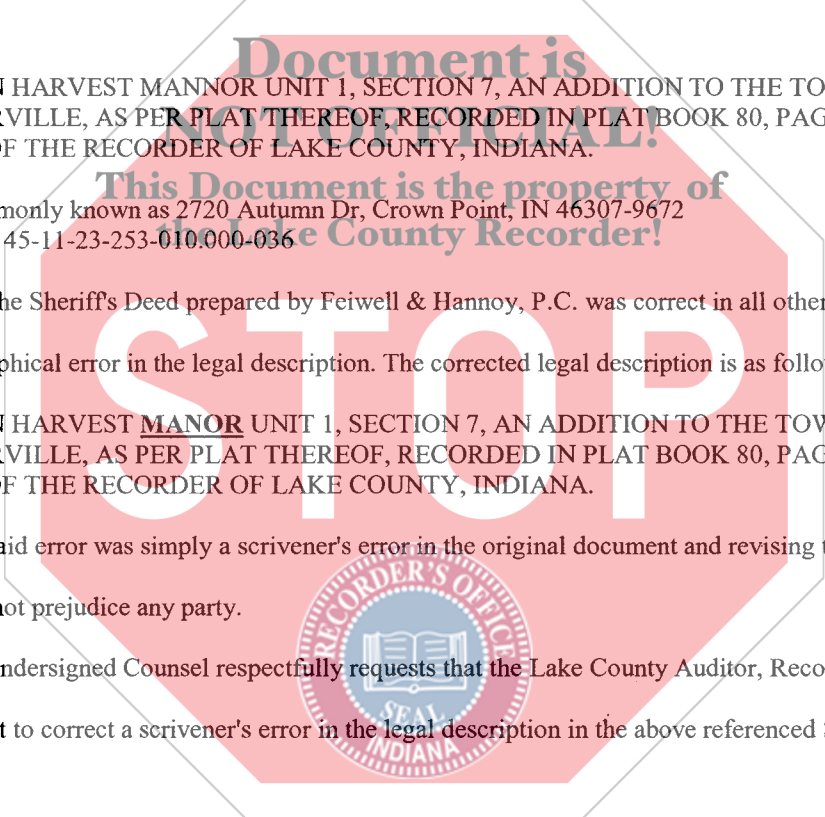 Document is
N HARVEST MANNOR UNIT 1, SECTION 7, AN ADDITION TO THE TO
RVILLE, AS PER PLAT THEREOF, RECORDED IN PLAT BOOK 80, PAG
NOT OFFICIAL!
F THE RECORDER OF LAKE COUNTY, INDIANA.
This Document is the property of
monly known as 2720 Autumn Dr, Crown Point, IN 46307-9672
the Lake County Recorder!
45-11-23-253-010.000-036
he Sheriff's Deed prepared by Feiwell & Hannoy, P.C. was correct in all other
phical error in the legal description. The corrected legal description is as follo
STOP
N HARVEST MANOR UNIT 1, SECTION 7, AN ADDITION TO THE TOW
RVILLE, AS PER PLAT THEREOF, RECORDED IN PLAT BOOK 80, PAG
F THE RECORDER OF LAKE COUNTY, INDIANA.
aid error was simply a scrivener's error in the original document and revising t
not prejudice any party.
ndersigned Counsel respectfully requests that the Lake County Auditor, Reco
t to correct a scrivener's error in the legal description in the above referenced
RECORDER'S OFFICE
SEAL
INDIANA